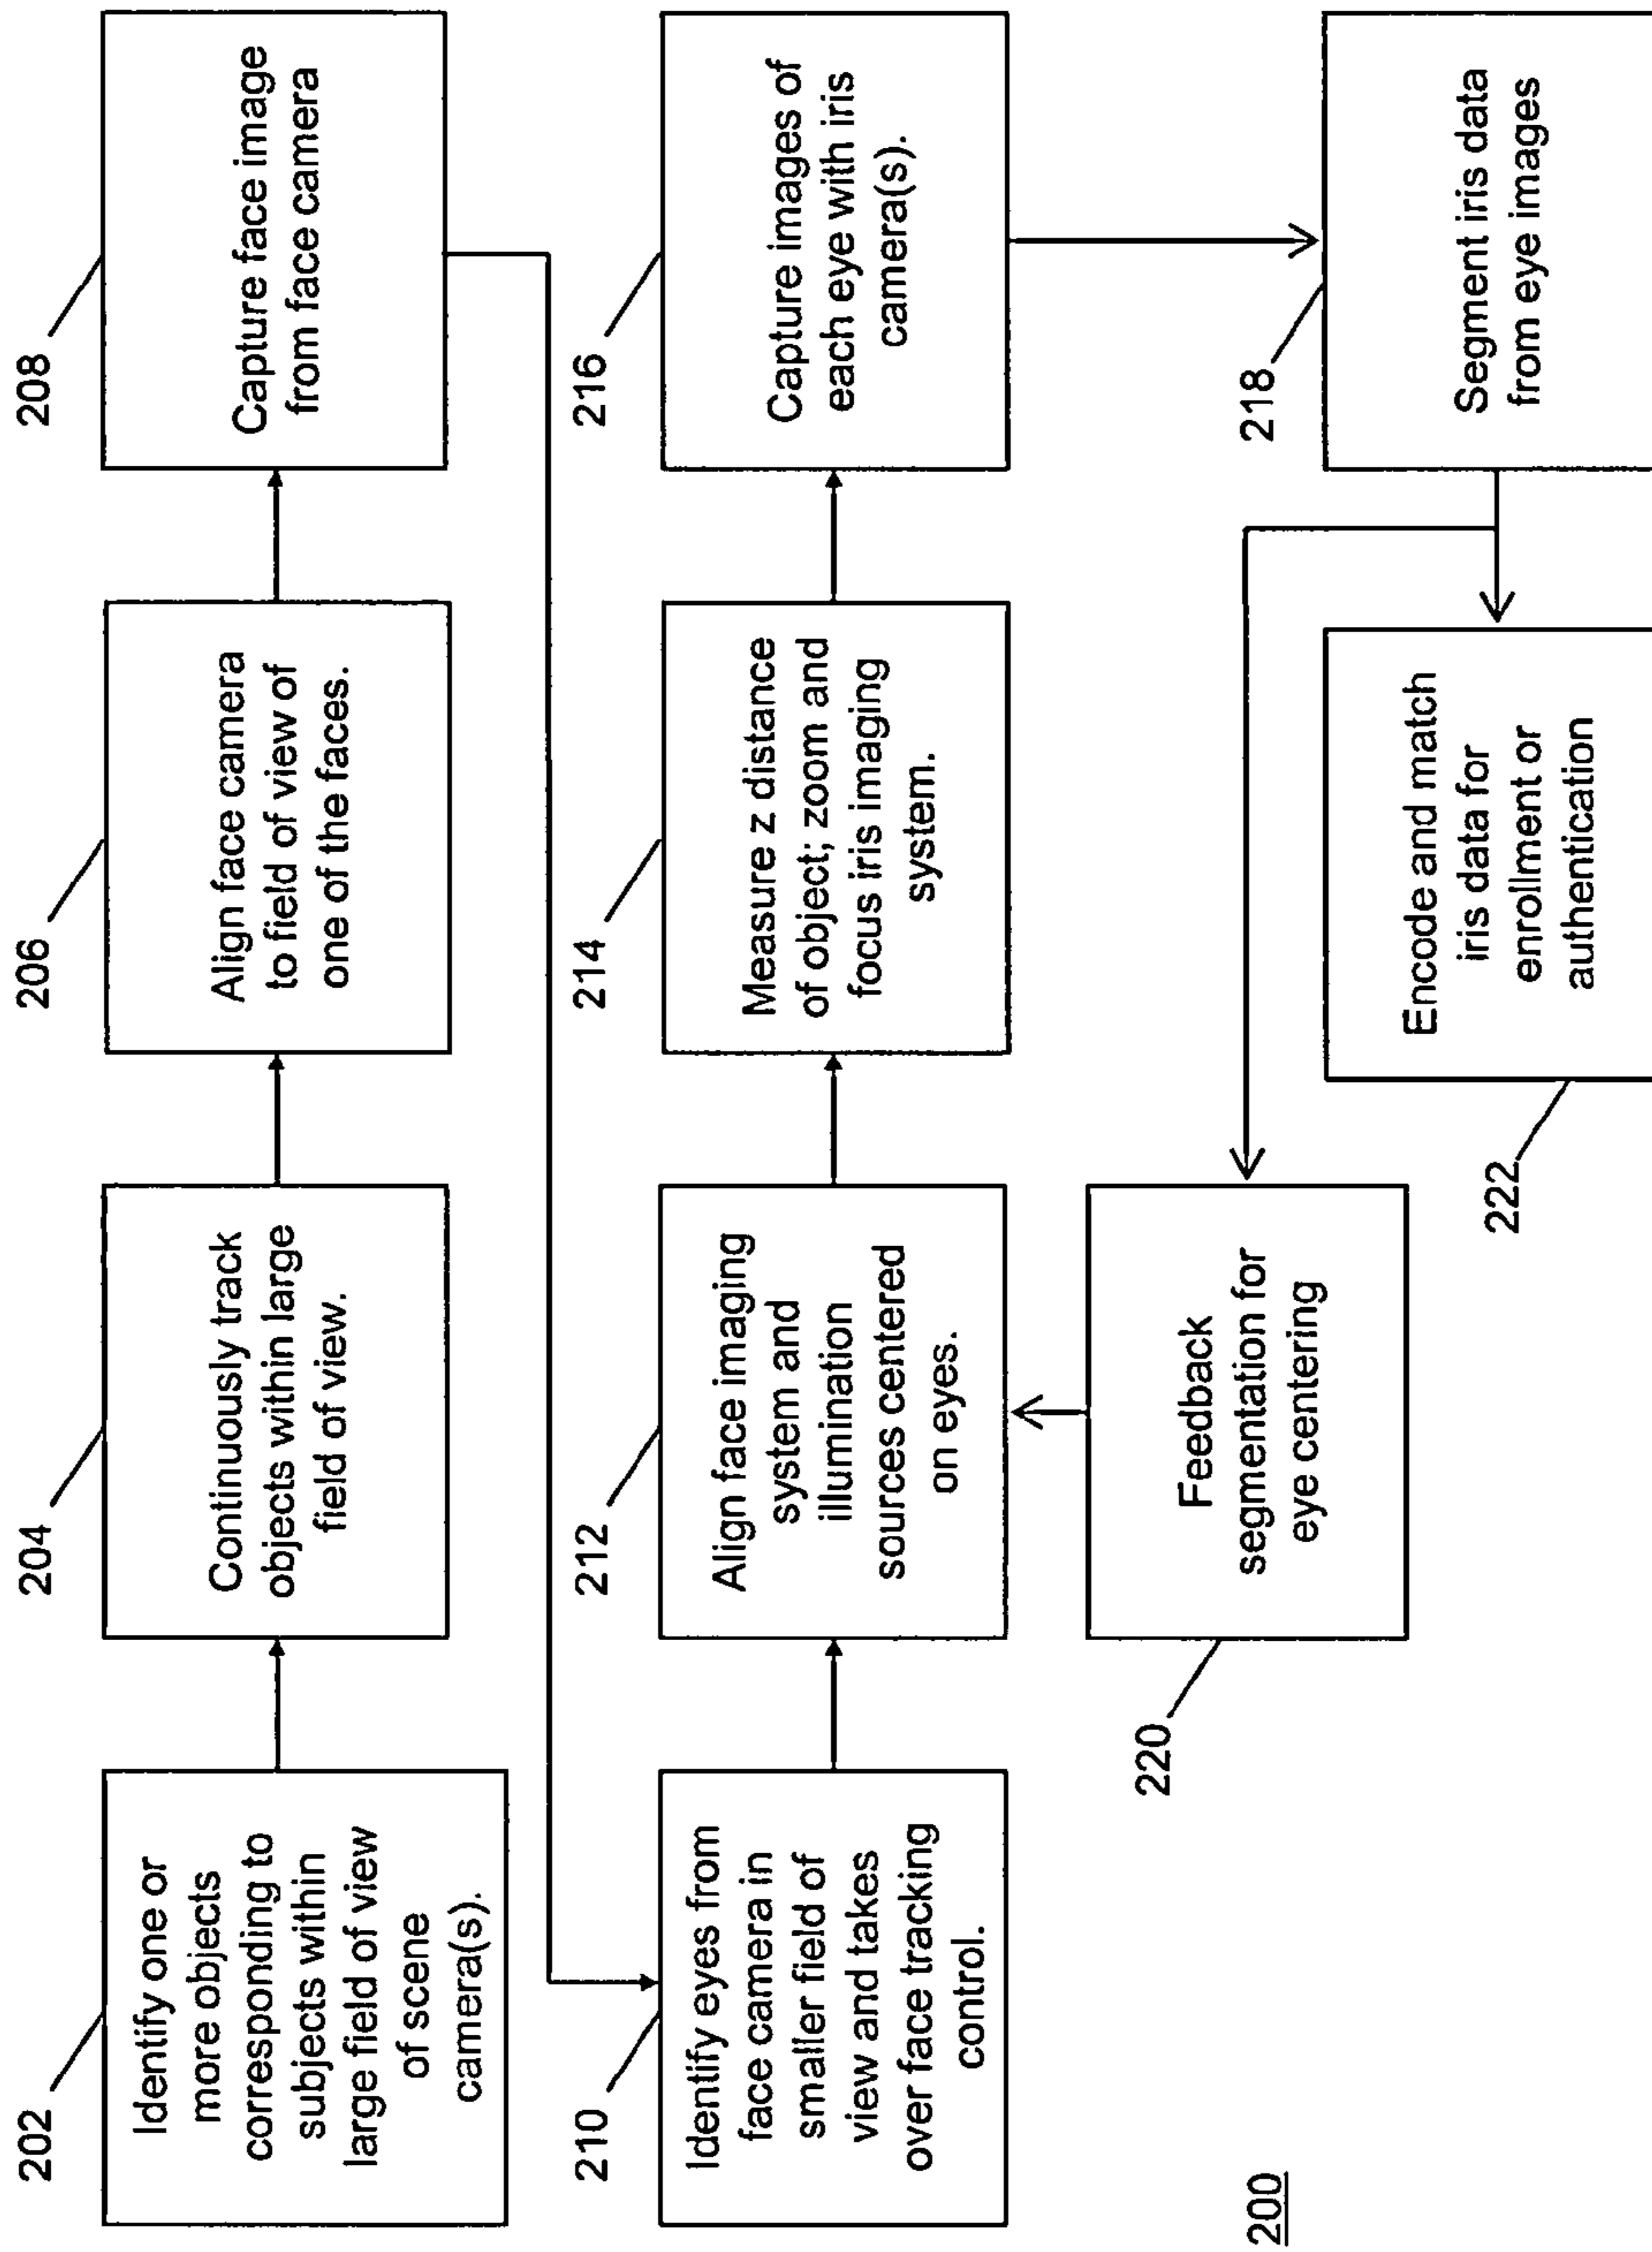 202
Identify one or
more objects
corresponding to
subjects within
large field of view
of scene
camera(s).
204
Continuously track
objects within large
field of view.
206
Align face camera
to field of view of
one of the faces.
208
Capture face image
from face camera
210
Identify eyes from
face camera in
smaller field of
view and takes
over face tracking
control.
212
Align face imaging
system and
illumination
sources centered
on eyes.
214
Measure z distance
of object; zoom and
focus iris imaging
system.
216
Capture images of
each eye with iris
camera(s).
218
Segment iris data
from eye images
220
Feedback
segmentation for
eye centering
222
Encode and match
iris data for
enrollment or
authentication
200